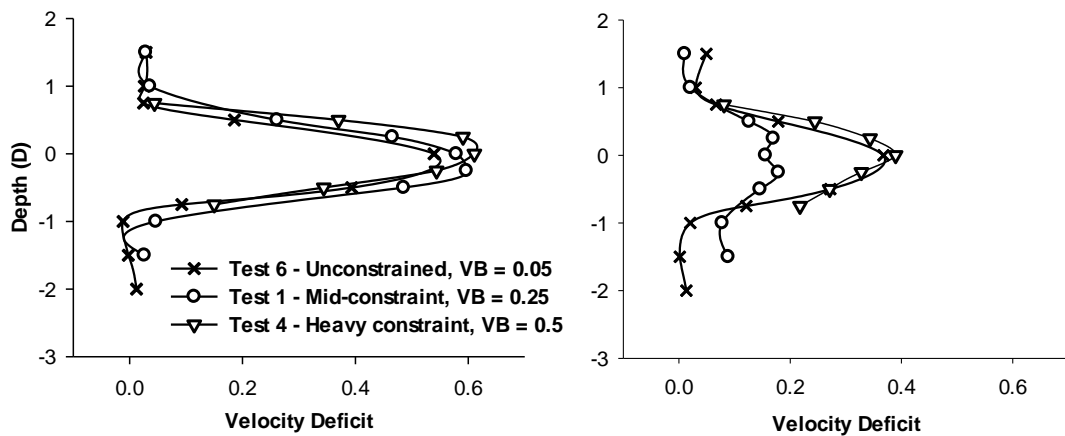 2
1
0
-1
-2
-3
Depth (D)
0.0 0.2 0.4 0.6
Velocity Deficit
Test 6 - Unconstrained, VB = 0.05
Test 1 - Mid-constraint, VB = 0.25
Test 4 - Heavy constraint, VB = 0.5
2
1
0
-1
-2
-3
0.0 0.2 0.4 0.6
Velocity Deficit